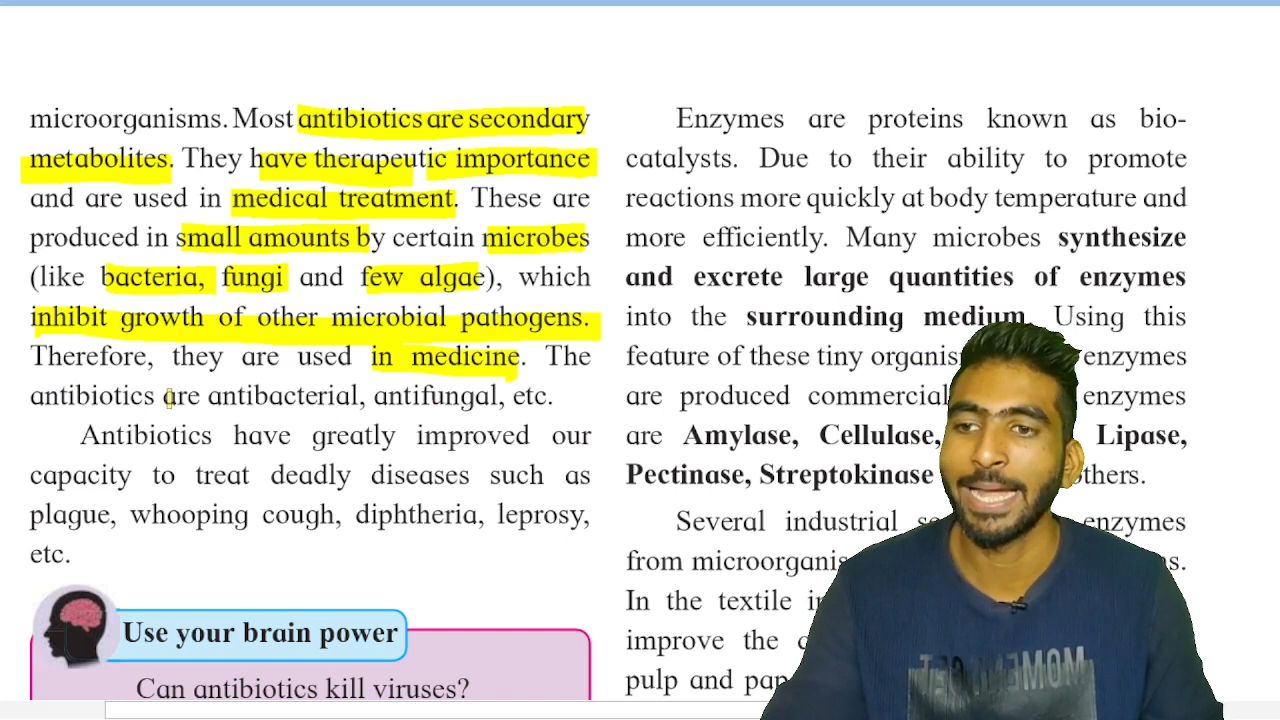 microorganisms. Most antibiotics are secondary
metabolites. They have therapeutic importance
and are used in medical treatment. These are
produced in small amounts by certain microbes
(like bacteria, fungi and few algae), which
inhibit growth of other microbial pathogens.
Therefore, they are used in medicine. The
antibiotics are antibacterial, antifungal, etc.
Antibiotics have greatly improved our
capacity to treat deadly diseases such as
plague, whooping cough, diphtheria, leprosy,
etc.
Use your brain power
Can antibiotics kill viruses?
Enzymes are proteins known as bio-
catalysts. Due to their ability to promote
reactions more quickly at body temperature and
more efficiently. Many microbes synthesize
and excrete large quantities of enzymes
into the surrounding medium. Using this
feature of these tiny enzymes
are produced enzymes
are Amylase, Cellulase, Lipase,
Pectinase, Streptokinase
Several industrial enzymes
from
In the textile
improve the
pulp and